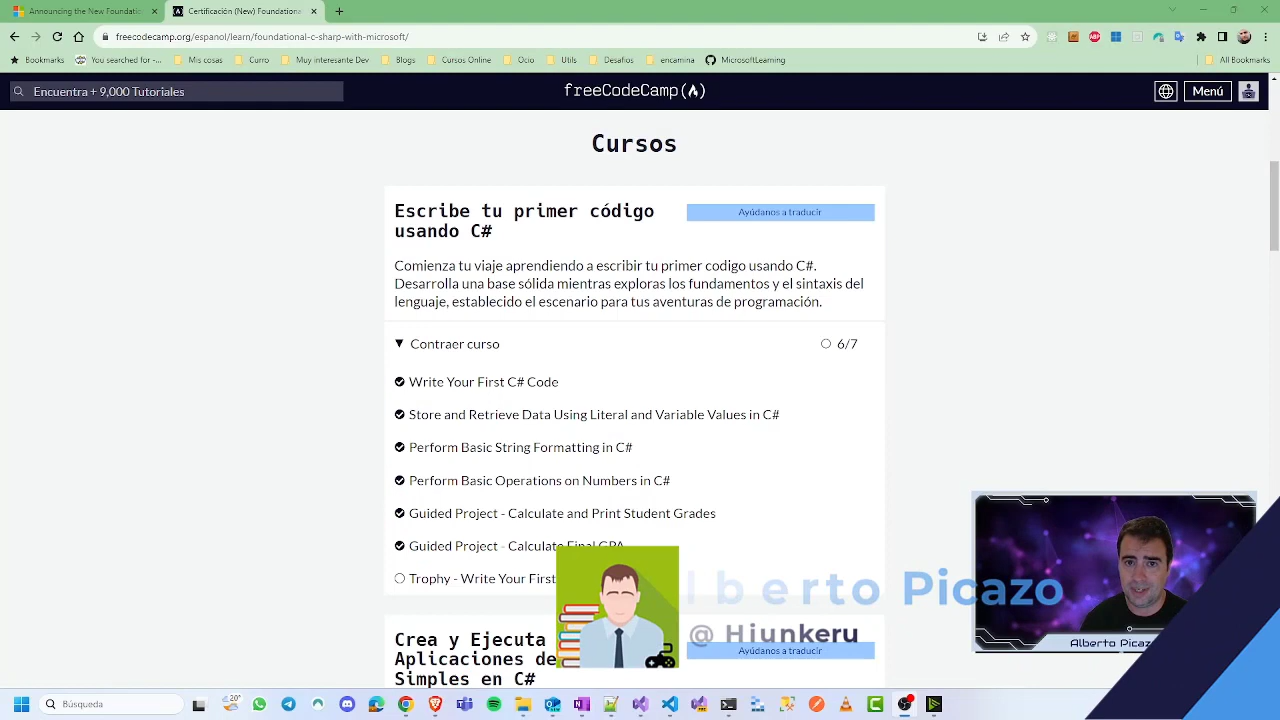 Announcing the New Foundation
Certificación (New) Foundationa
freecodecamp.org/espanol/learn/foundational-c-sharp-with-microsoft/
Bookmarks
You searched for -...
Mis cosas
Curro
Muy interesante Dev
Blogs
Cursos Online
Ocio
Utils
Desafios
encamina
MicrosoftLearning
All Bookmarks
Encuentra + 9,000 Tutoriales
freeCodeCamp
Menú
Cursos
Escribe tu primer código
usando C#
Ayúdanos a traducir
Comienza tu viaje aprendiendo a escribir tu primer codigo usando C#.
Desarrolla una base sólida mientras exploras los fundamentos y el sintaxis del
lenguaje, establecido el escenario para tus aventuras de programación.
Contraer curso
6/7
Write Your First C# Code
Store and Retrieve Data Using Literal and Variable Values in C#
Perform Basic String Formatting in C#
Perform Basic Operations on Numbers in C#
Guided Project - Calculate and Print Student Grades
Guided Project - Calculate Final GPA
Trophy - Write Your First
lberto Picazo
@Hiunkeru
Alberto Picaz
Crea y Ejecuta
Aplicaciones de
Simples en C#
Ayúdanos a traducir
Búsqueda
20°